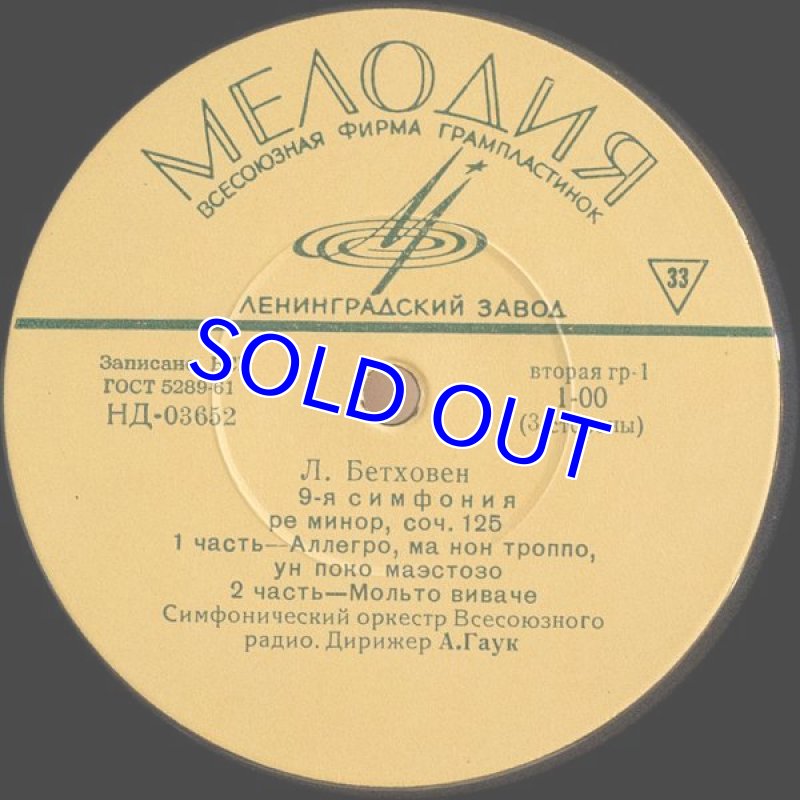 МЕЛОДИЯ
ВСЕСОЮЗНАЯ ФИРМА ГРАМПЛАСТИНОК
33
ЛЕНИНГРАДСКИЙ ЗАВОД
SOLD OUT
ГОСТ 5289-61
НД-03652
вторая гр-1
1-00
Л. Бетховен
9-я симфония
ре минор, соч. 125
1 часть—Аллегро, ма нон троппо,
ун поко маэстозо
2 часть—Мольто виваче
Симфонический оркестр Всесоюзного
радио. Дирижер А.Гаук